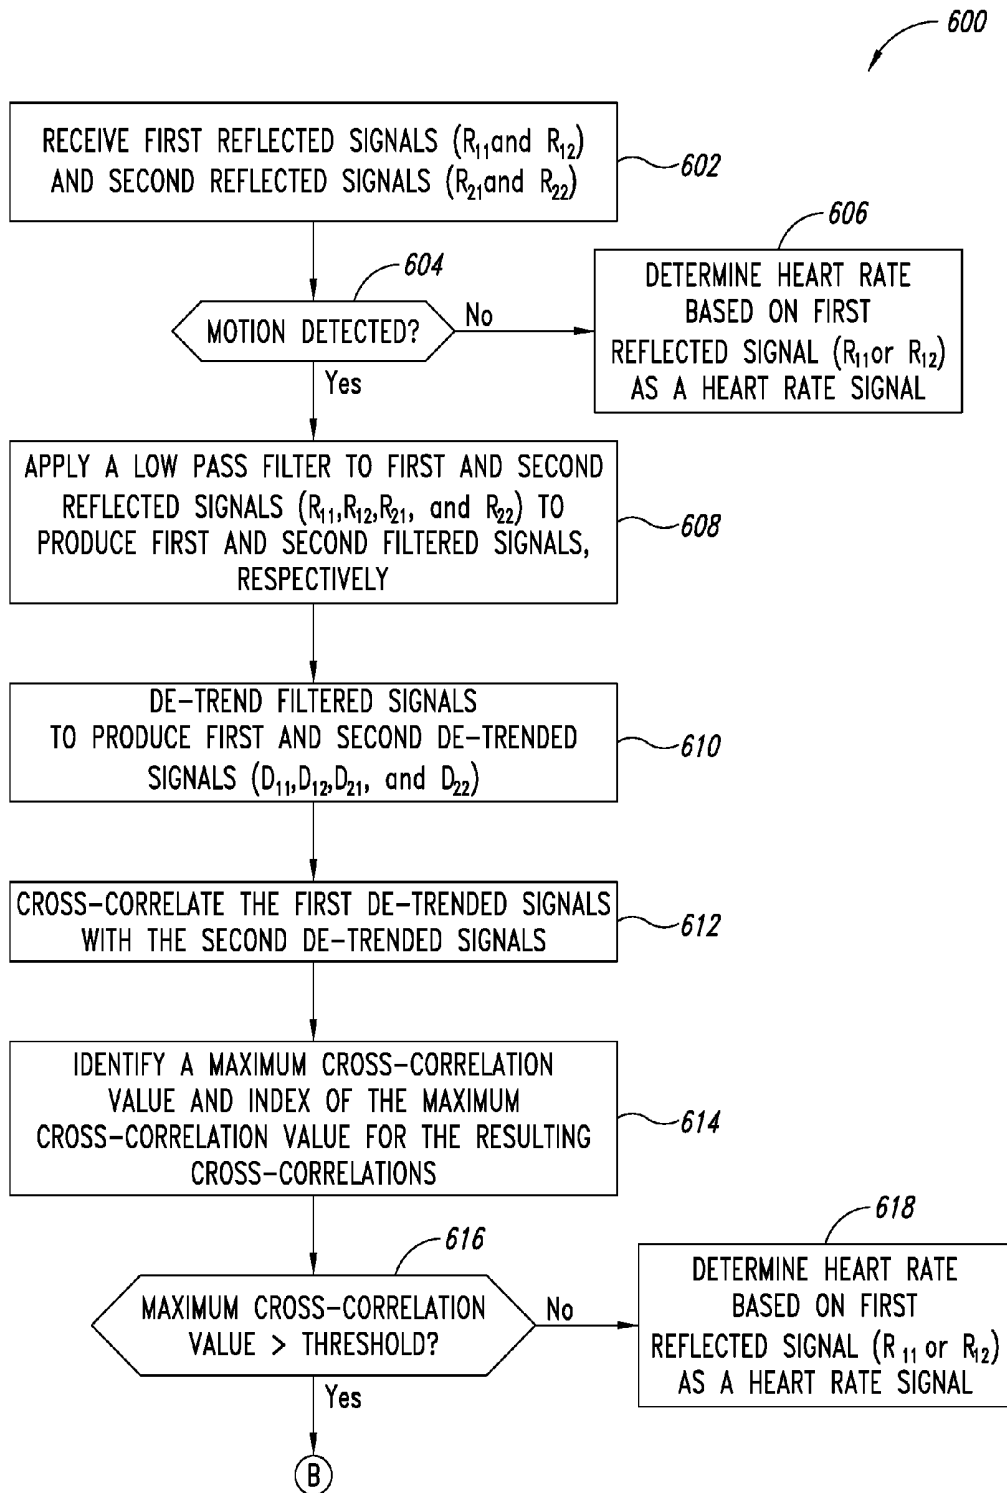 600
RECEIVE FIRST REFLECTED SIGNALS (R₁₁and R₁₂)
AND SECOND REFLECTED SIGNALS (R₂₁and R₂₂)
602
604
MOTION DETECTED?
No
Yes
606
DETERMINE HEART RATE
BASED ON FIRST
REFLECTED SIGNAL (R₁₁or R₁₂)
AS A HEART RATE SIGNAL
APPLY A LOW PASS FILTER TO FIRST AND SECOND
REFLECTED SIGNALS (R₁₁,R₁₂,R₂₁, and R₂₂) TO
PRODUCE FIRST AND SECOND FILTERED SIGNALS,
RESPECTIVELY
608
DE-TREND FILTERED SIGNALS
TO PRODUCE FIRST AND SECOND DE-TRENDED
SIGNALS (D₁₁,D₁₂,D₂₁, and D₂₂)
610
CROSS-CORRELATE THE FIRST DE-TRENDED SIGNALS
WITH THE SECOND DE-TRENDED SIGNALS
612
IDENTIFY A MAXIMUM CROSS-CORRELATION
VALUE AND INDEX OF THE MAXIMUM
CROSS-CORRELATION VALUE FOR THE RESULTING
CROSS-CORRELATIONS
614
616
MAXIMUM CROSS-CORRELATION
VALUE > THRESHOLD?
No
Yes
618
DETERMINE HEART RATE
BASED ON FIRST
REFLECTED SIGNAL (R₁₁ or R₁₂)
AS A HEART RATE SIGNAL
B